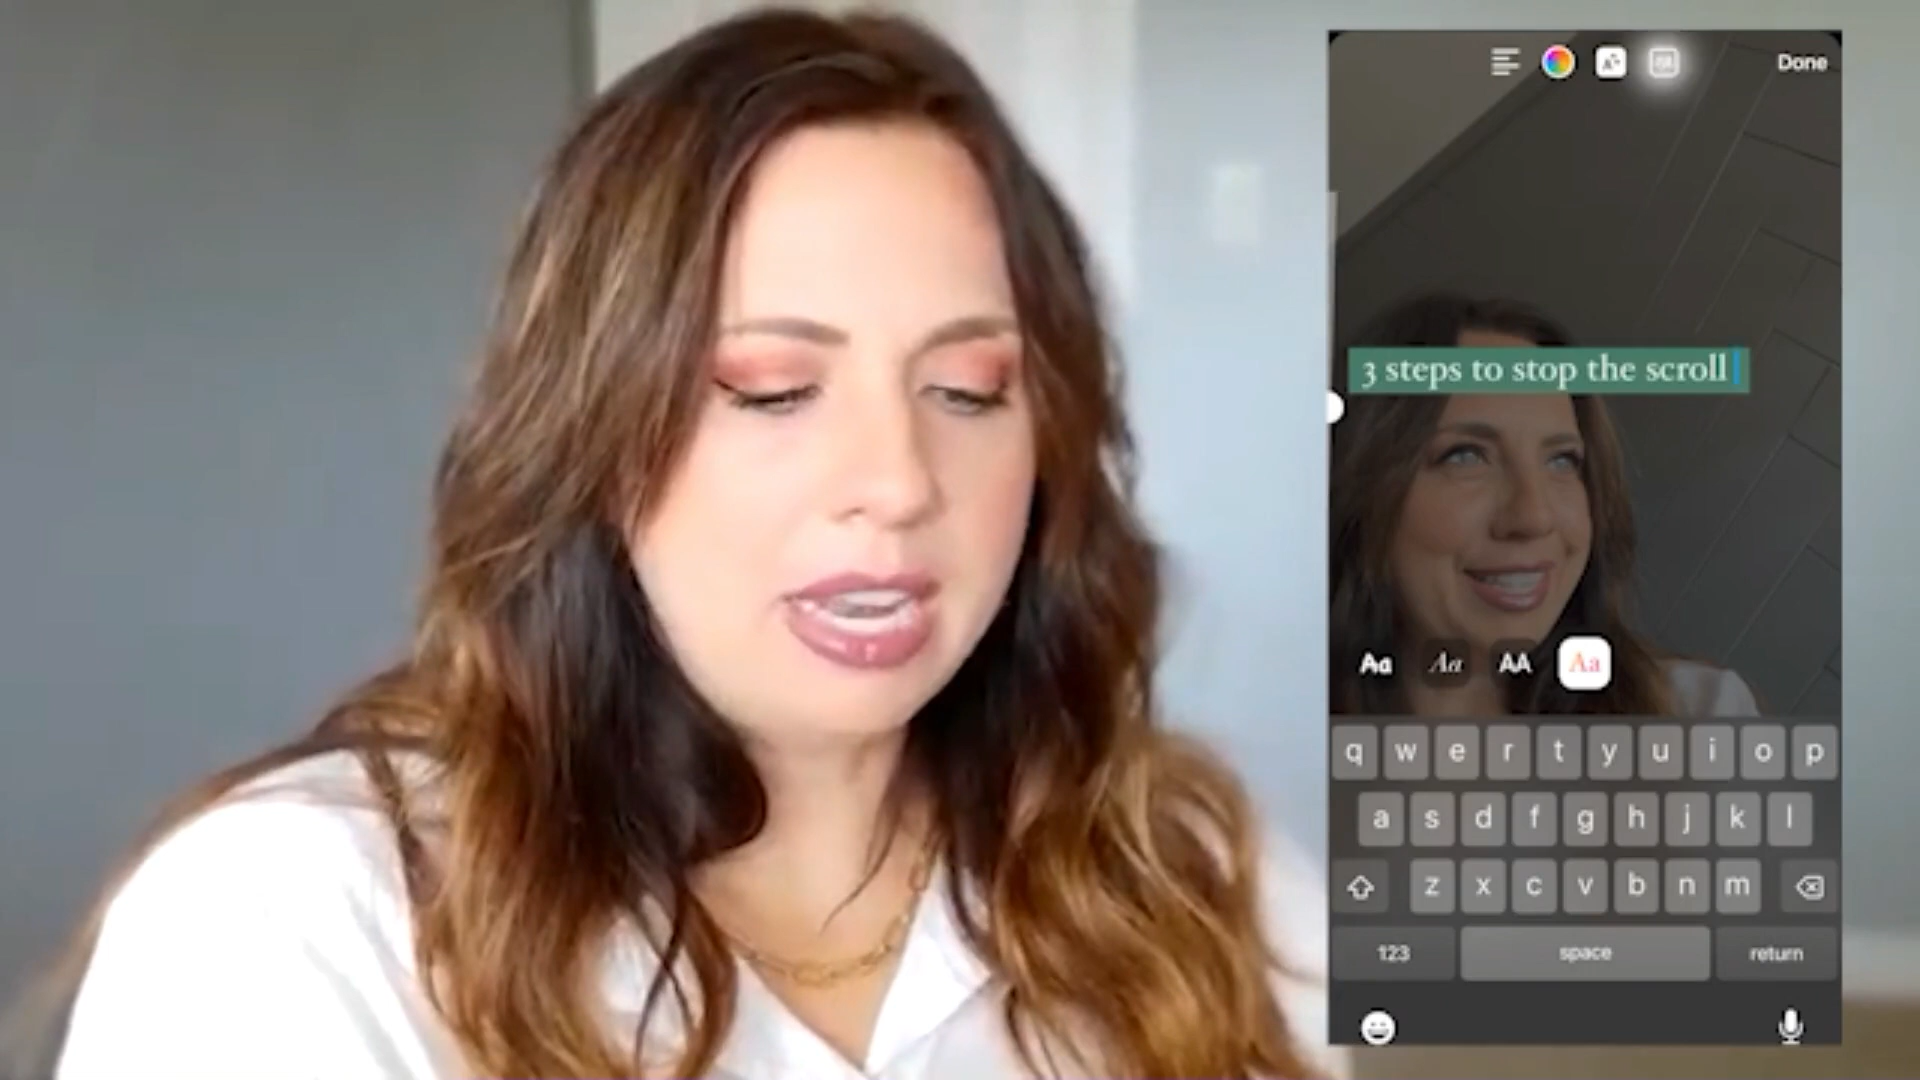 Done
3 steps to stop the scroll
Aa Aa AA Aa
q w e r t y u i o p
a s d f g h j k l
z x c v b n m
123 space return